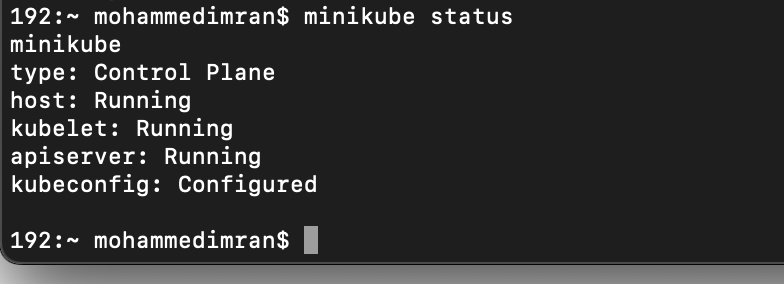 192:~ mohammedimran$ minikube status
minikube
type: Control Plane
host: Running
kubelet: Running
apiserver: Running
kubeconfig: Configured
192:~ mohammedimran$